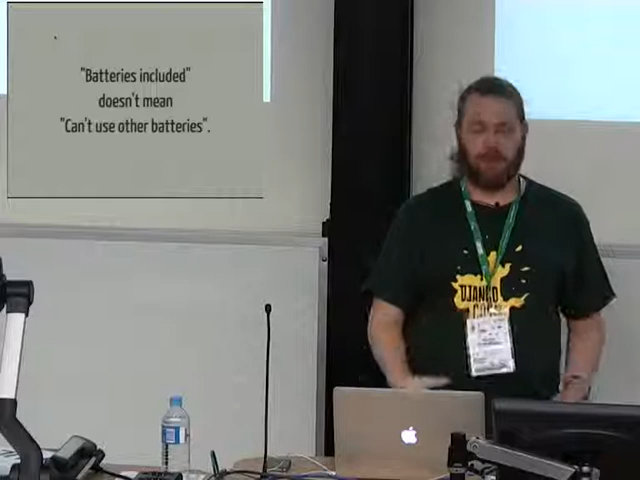 "Batteries included"
doesn't mean
"Can't use other batteries".
DJANGO